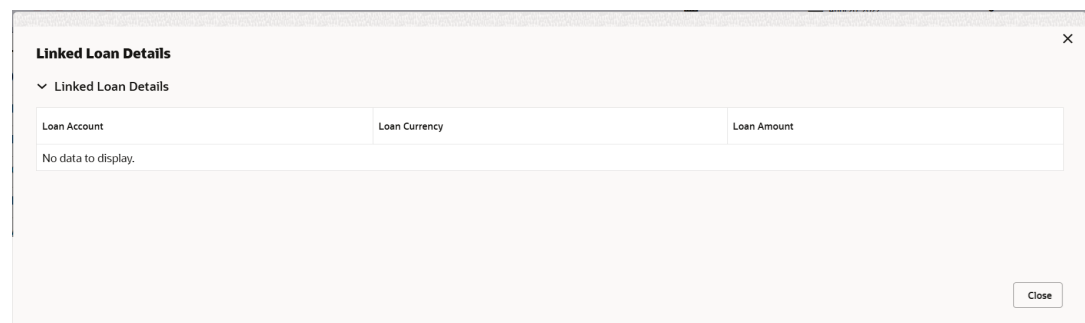 Linked Loan Details
Linked Loan Details
Loan Account Loan Currency Loan Amount
No data to display.
Close